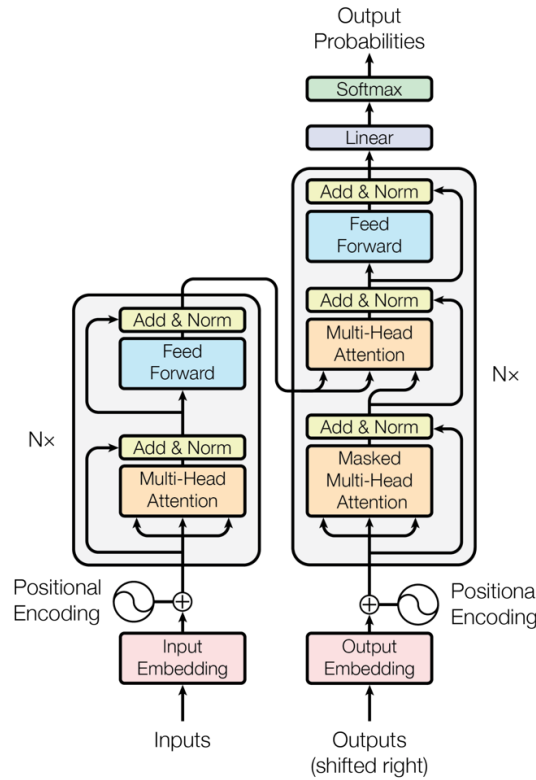 Output
Probabilities
Softmax
Linear
Add & Norm
Feed
Forward
Add & Norm
Multi-Head
Attention
Add & Norm
Masked
Multi-Head
Attention
Nx
Add & Norm
Feed
Forward
Add & Norm
Multi-Head
Attention
N×
Positional
Encoding
Positional
Encoding
Input
Embedding
Output
Embedding
Inputs
Outputs
(shifted right)